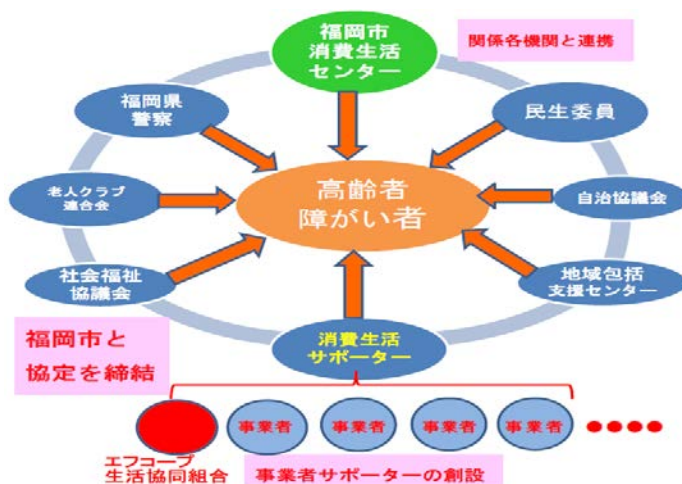 福岡市
消費生活
センター
関係各機関と連携
福岡県
警察
民生委員
老人クラブ
連合会
高齢者
障がい者
自治協議会
社会福祉
協議会
地域包括
支援センター
消費生活
サポーター
福岡市と
協定を締結
事業者
事業者
事業者
事業者
エフコープ
生活協同組合
事業者サポーターの創設